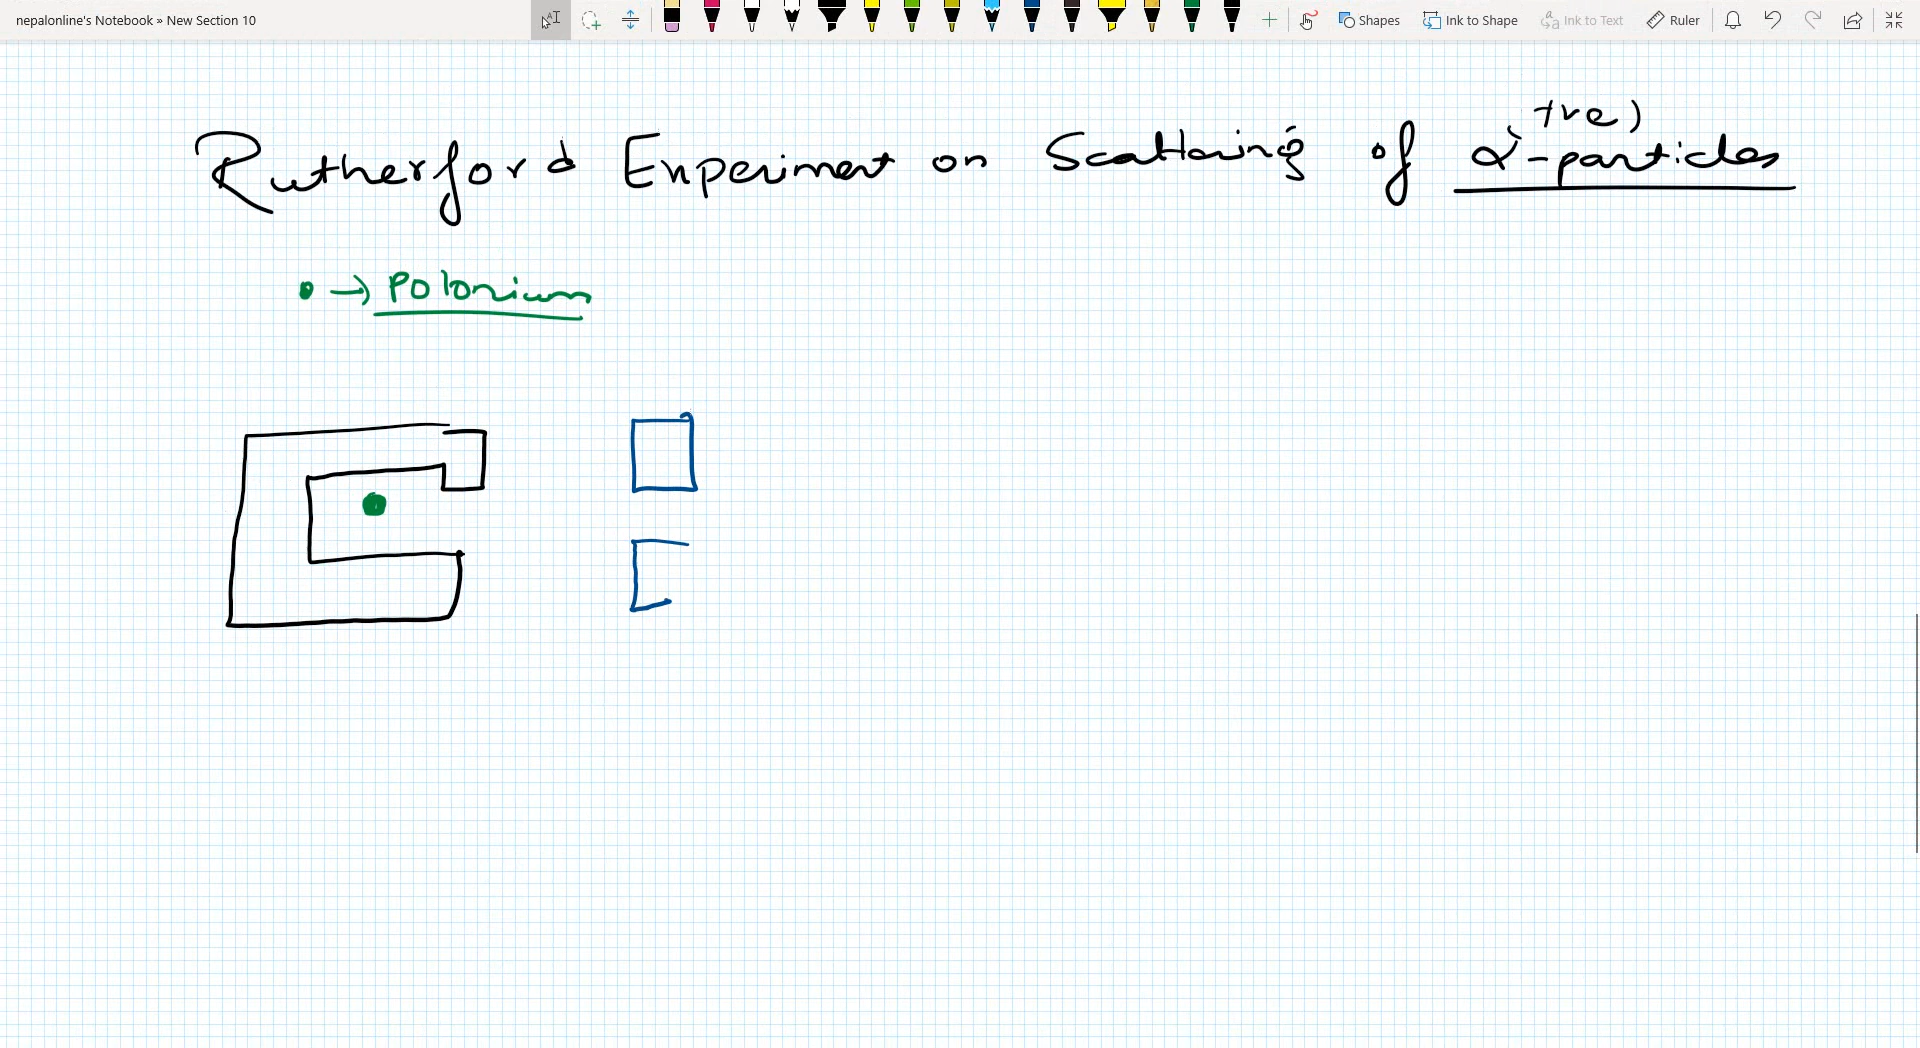 nepalonline's Notebook » New Section 10
Shapes
Ink to Shape
Ink to Text
Ruler
+ve)
Rutherford Experiment on Scattering of α-particles
• → Polonium